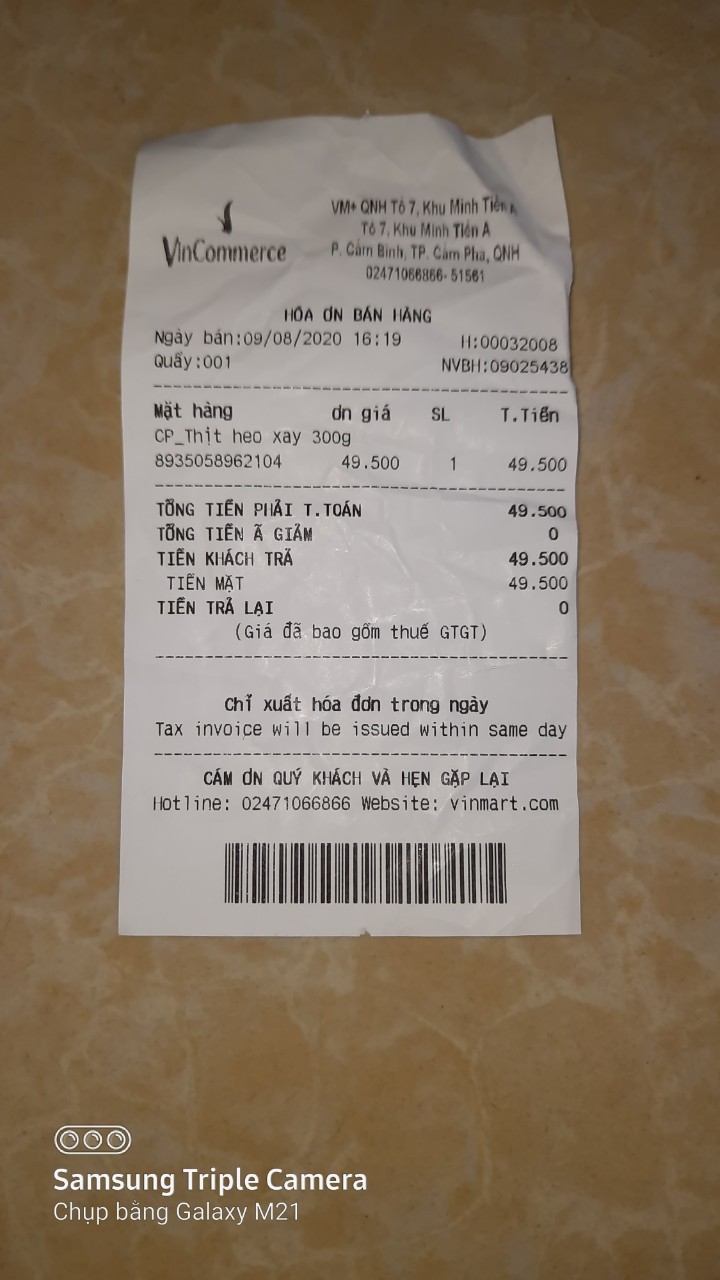 VinCommerce
VM+ QNH Tổ 7, Khu Minh Tiến A
Tổ 7, Khu Minh Tiến A
P. Cẩm Bình, TP. Cẩm Phả, QNH
02471066866-51561
HÓA ƠN BÁN HÀNG
Ngày bán:09/08/2020 16:19 H:00032008
Quầy:001 NVBH:09025438
Mặt hàng ơn giá SL T.Tiền
CP_Thịt heo xay 300g
8935058962104 49.500 1 49.500
TỔNG TIỀN PHẢI T.TOÁN 49.500
TỔNG TIỀN Ã GIẢM 0
TIỀN KHÁCH TRẢ 49.500
TIỀN MẶT 49.500
TIỀN TRẢ LẠI 0
(Giá đã bao gồm thuế GTGT)
Chỉ xuất hóa đơn trong ngày
Tax invoice will be issued within same day
CÁM ƠN QUÝ KHÁCH VÀ HẸN GẶP LẠI
Hotline: 02471066866 Website: vinmart.com
Samsung Triple Camera
Chụp bằng Galaxy M21